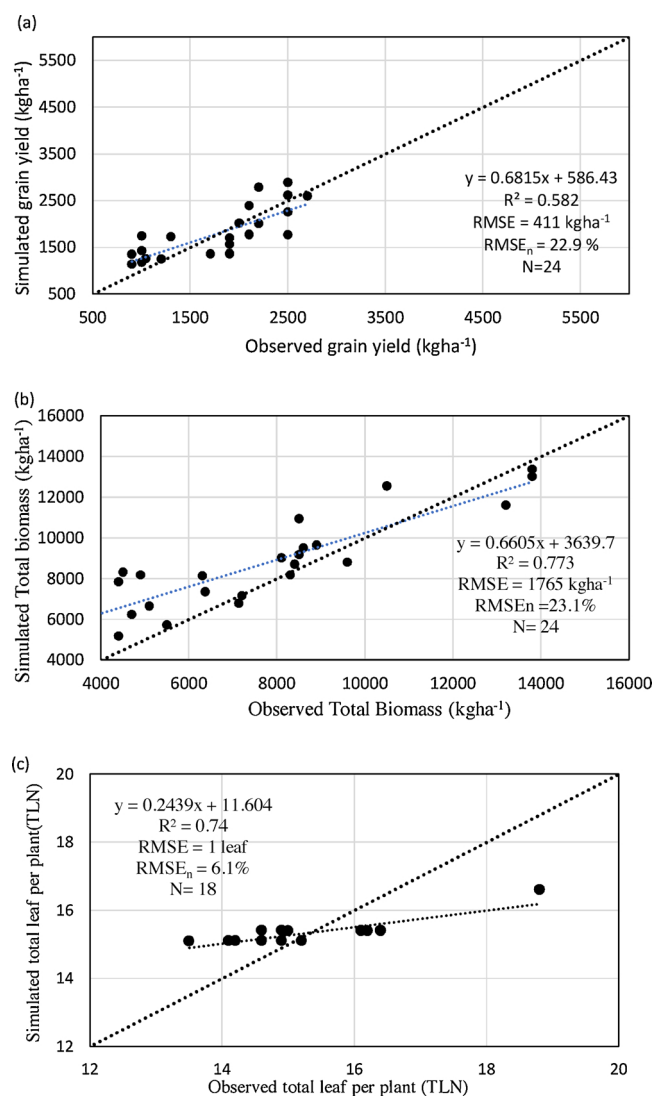 (a)
5500
4500
3500
2500
1500
500
Simulated grain yield (kgha⁻¹)
y = 0.6815x + 586.43
R² = 0.582
RMSE = 411 kgha⁻¹
RMSEₙ = 22.9 %
N=24
500 1500 2500 3500 4500 5500
Observed grain yield (kgha⁻¹)
(b)
16000
14000
12000
10000
8000
6000
4000
Simulated Total biomass (kgha⁻¹)
y = 0.6605x + 3639.7
R² = 0.773
RMSE = 1765 kgha⁻¹
RMSEn =23.1%
N= 24
4000 6000 8000 10000 12000 14000 16000
Observed Total Biomass (kgha⁻¹)
(c)
20
18
16
14
12
Simulated total leaf per plant(TLN)
y = 0.2439x + 11.604
R² = 0.74
RMSE = 1 leaf
RMSEₙ = 6.1%
N= 18
12 14 16 18 20
Observed total leaf per plant (TLN)